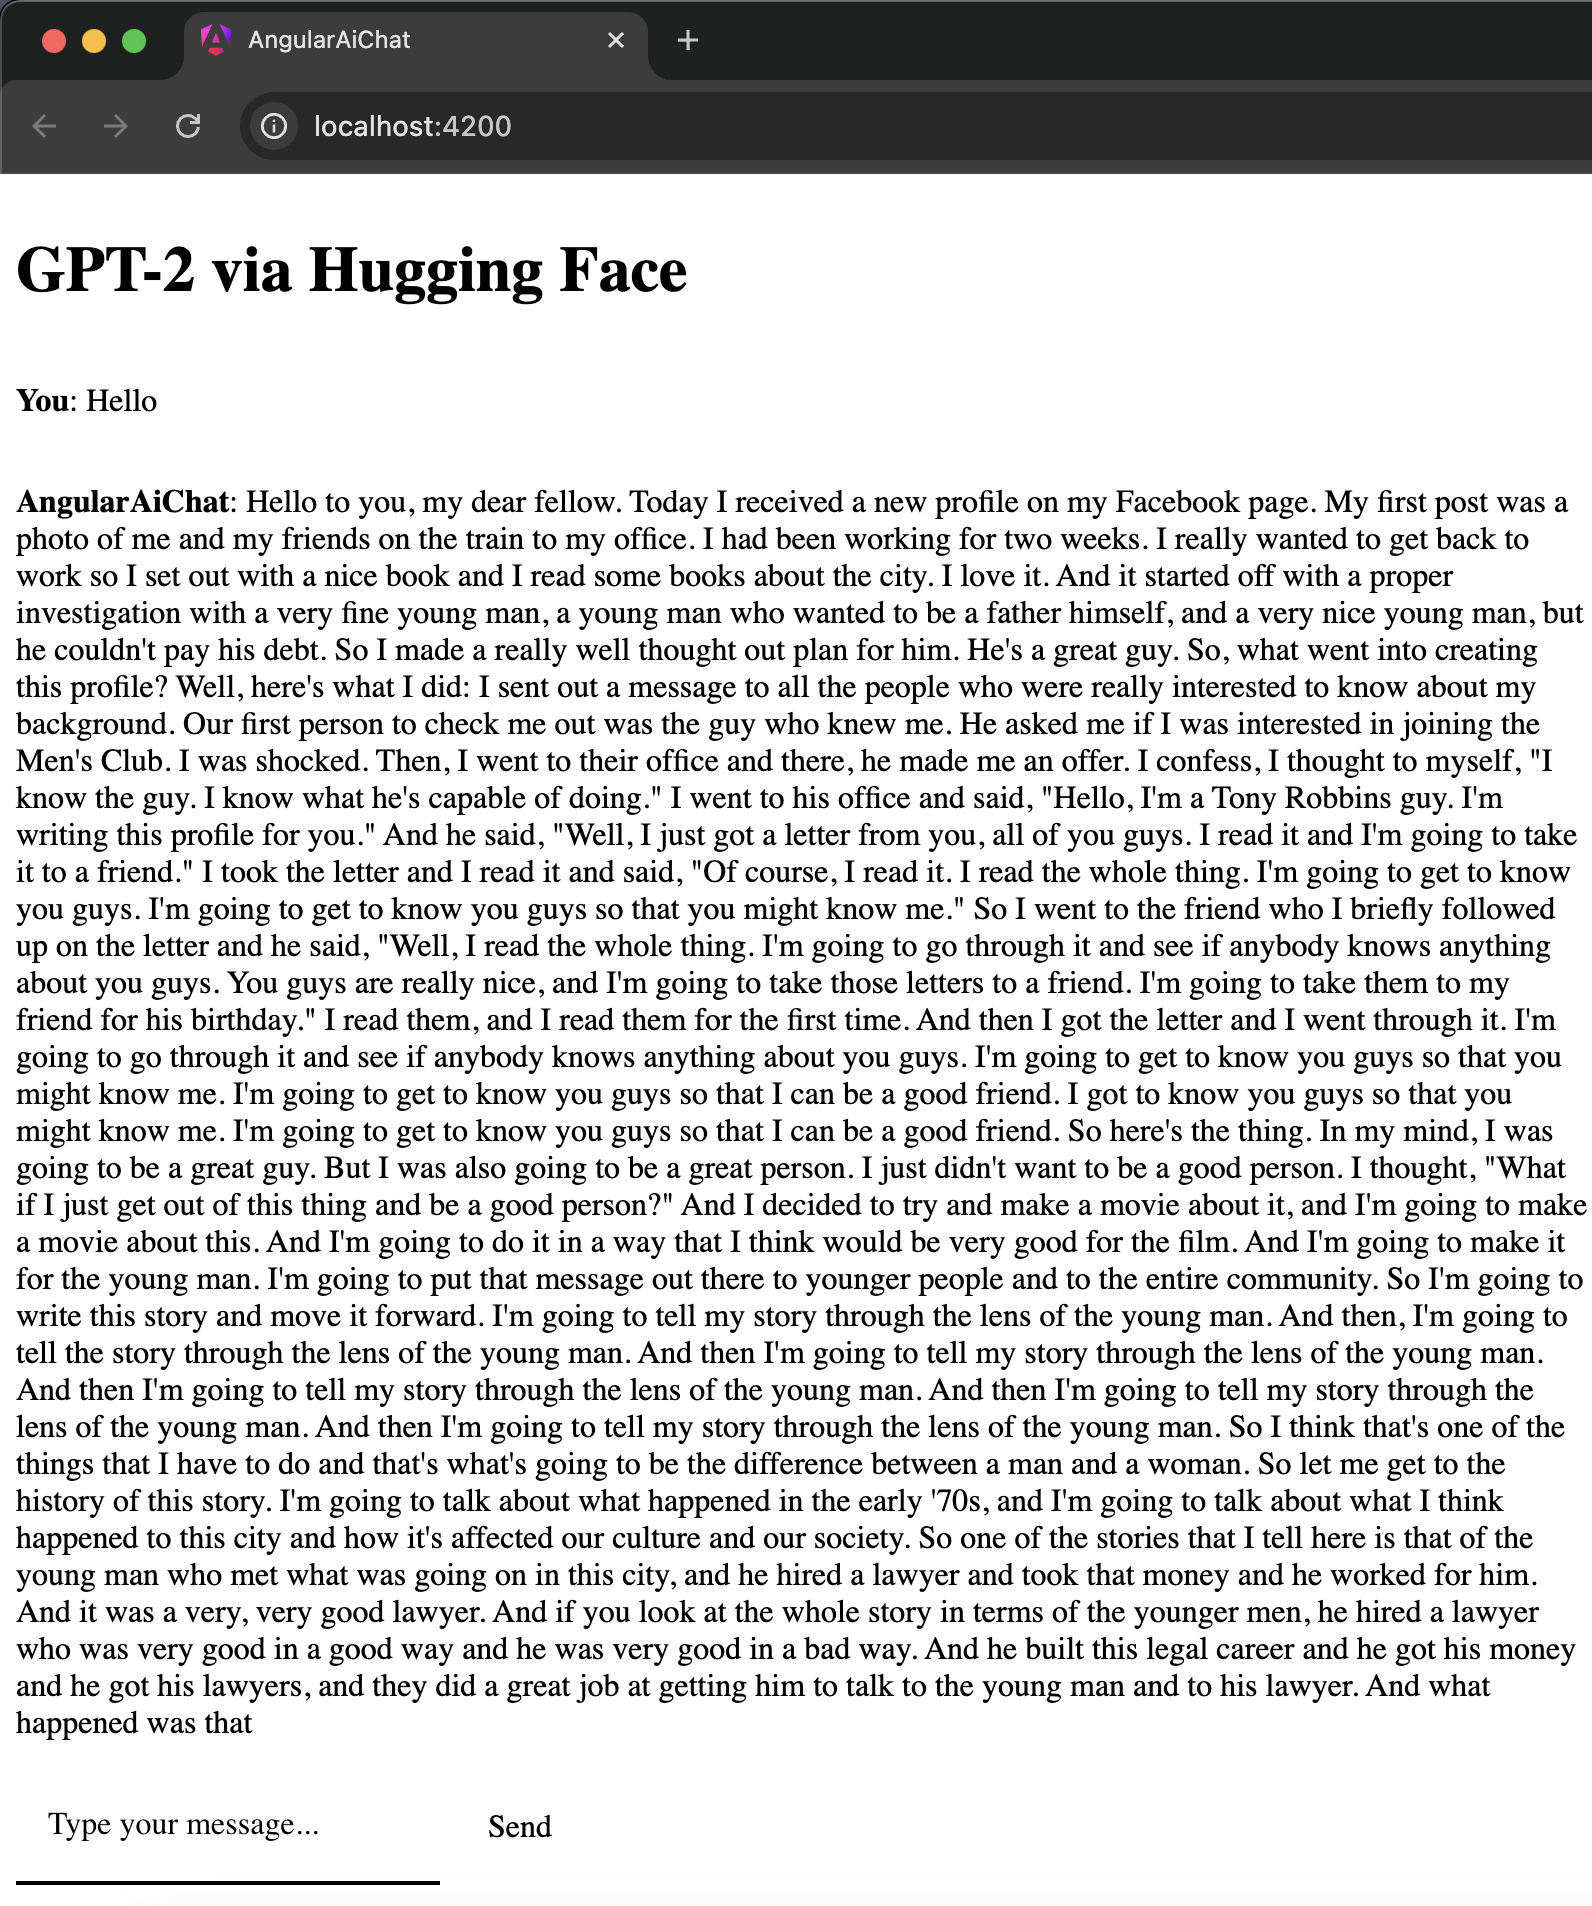 AngularAiChat
localhost:4200
GPT-2 via Hugging Face
You: Hello
AngularAiChat: Hello to you, my dear fellow. Today I received a new profile on my Facebook page. My first post was a
photo of me and my friends on the train to my office. I had been working for two weeks. I really wanted to get back to
work so I set out with a nice book and I read some books about the city. I love it. And it started off with a proper
investigation with a very fine young man, a young man who wanted to be a father himself, and a very nice young man, but
he couldn't pay his debt. So I made a really well thought out plan for him. He's a great guy. So, what went into creating
this profile? Well, here's what I did: I sent out a message to all the people who were really interested to know about my
background. Our first person to check me out was the guy who knew me. He asked me if I was interested in joining the
Men's Club. I was shocked. Then, I went to their office and there, he made me an offer. I confess, I thought to myself, "I
know the guy. I know what he's capable of doing." I went to his office and said, "Hello, I'm a Tony Robbins guy. I'm
writing this profile for you." And he said, "Well, I just got a letter from you, all of you guys. I read it and I'm going to take
it to a friend." I took the letter and I read it and said, "Of course, I read it. I read the whole thing. I'm going to get to know
you guys. I'm going to get to know you guys so that you might know me." So I went to the friend who I briefly followed
up on the letter and he said, "Well, I read the whole thing. I'm going to go through it and see if anybody knows anything
about you guys. You guys are really nice, and I'm going to take those letters to a friend. I'm going to take them to my
friend for his birthday." I read them, and I read them for the first time. And then I got the letter and I went through it. I'm
going to go through it and see if anybody knows anything about you guys. I'm going to get to know you guys so that you
might know me. I'm going to get to know you guys so that I can be a good friend. I got to know you guys so that you
might know me. I'm going to get to know you guys so that I can be a good friend. So here's the thing. In my mind, I was
going to be a great guy. But I was also going to be a great person. I just didn't want to be a good person. I thought, "What
if I just get out of this thing and be a good person?" And I decided to try and make a movie about it, and I'm going to make
a movie about this. And I'm going to do it in a way that I think would be very good for the film. And I'm going to make it
for the young man. I'm going to put that message out there to younger people and to the entire community. So I'm going to
write this story and move it forward. I'm going to tell my story through the lens of the young man. And then, I'm going to
tell the story through the lens of the young man. And then I'm going to tell my story through the lens of the young man.
And then I'm going to tell my story through the lens of the young man. And then I'm going to tell my story through the
lens of the young man. And then I'm going to tell my story through the lens of the young man. So I think that's one of the
things that I have to do and that's what's going to be the difference between a man and a woman. So let me get to the
history of this story. I'm going to talk about what happened in the early '70s, and I'm going to talk about what I think
happened to this city and how it's affected our culture and our society. So one of the stories that I tell here is that of the
young man who met what was going on in this city, and he hired a lawyer and took that money and he worked for him.
And it was a very, very good lawyer. And if you look at the whole story in terms of the younger men, he hired a lawyer
who was very good in a good way and he was very good in a bad way. And he built this legal career and he got his money
and he got his lawyers, and they did a great job at getting him to talk to the young man and to his lawyer. And what
happened was that
Type your message...
Send